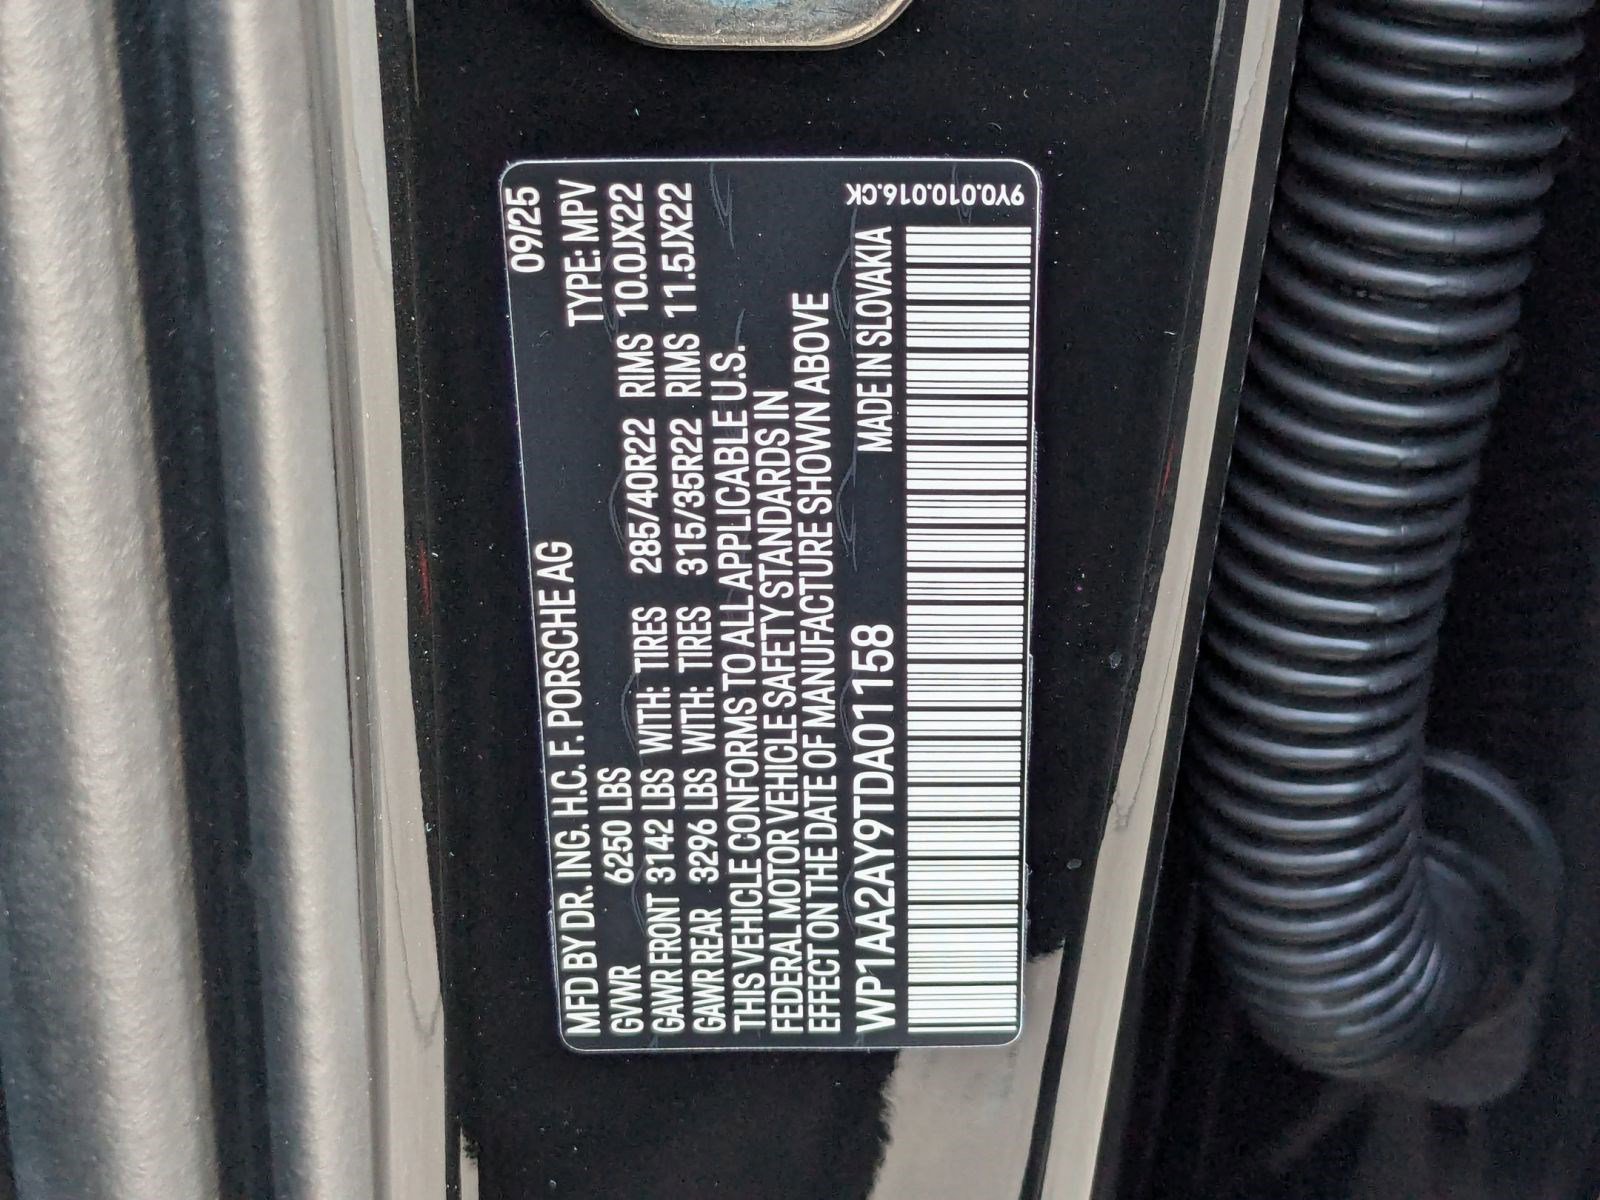 MFD BY DR. ING. H.C. F. PORSCHE AG 09/25
GVWR 6250 LBS TYPE: MPV
GAWR FRONT 3142 LBS WITH: TIRES 285/40R22 RIMS 10.0JX22
GAWR REAR 3296 LBS WITH: TIRES 315/35R22 RIMS 11.5JX22
THIS VEHICLE CONFORMS TO ALL APPLICABLE U.S.
FEDERAL MOTOR VEHICLE SAFETY STANDARDS IN
EFFECT ON THE DATE OF MANUFACTURE SHOWN ABOVE
WP1AA2AY9TDA01158 MADE IN SLOVAKIA
9Y0.010.016.CK